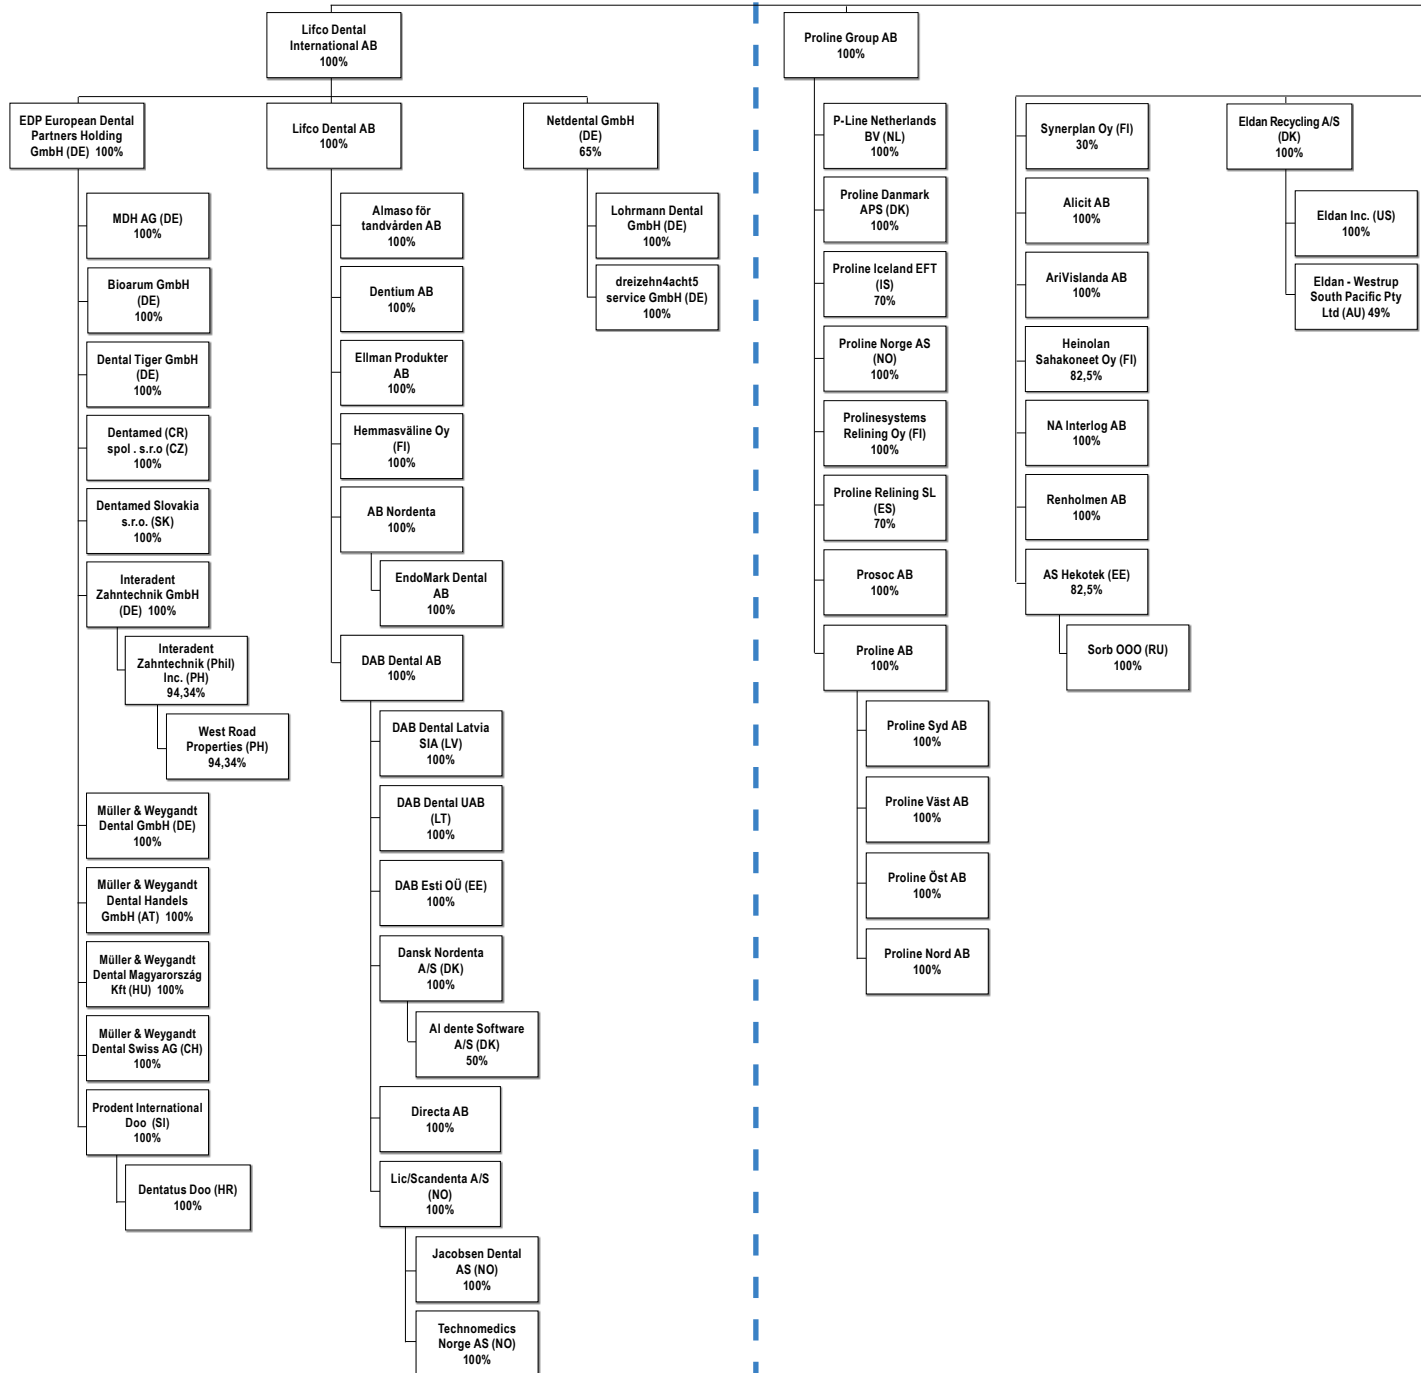 Lifco Dental
International AB
100%
EDP European Dental
Partners Holding
GmbH (DE)  100%
MDH AG (DE)
100%
Bioarum GmbH
(DE)
100%
Dental Tiger GmbH
(DE)
100%
Dentamed (CR)
spol . s.r.o (CZ)
100%
Dentamed Slovakia
s.r.o. (SK)
100%
Interadent
Zahntechnik GmbH
(DE)  100%
Interadent
Zahntechnik (Phil)
Inc. (PH)
94,34%
West Road
Properties (PH)
94,34%
Müller & Weygandt
Dental GmbH (DE)
100%
Müller & Weygandt
Dental Handels
GmbH (AT)  100%
Müller & Weygandt
Dental Magyarország
Kft (HU)  100%
Müller & Weygandt
Dental Swiss AG (CH)
100%
Prodent International
Doo  (SI)
100%
Dentatus Doo (HR)
100%
Lifco Dental AB
100%
Almaso för
tandvården AB
100%
Dentium AB
100%
Ellman Produkter
AB
100%
Hemmasväline Oy
(FI)
100%
AB Nordenta
100%
EndoMark Dental
AB
100%
DAB Dental AB
100%
DAB Dental Latvia
SIA (LV)
100%
DAB Dental UAB
(LT)
100%
DAB Esti OÜ (EE)
100%
Dansk Nordenta
A/S (DK)
100%
Al dente Software
A/S (DK)
50%
Directa AB
100%
Lic/Scandenta A/S
(NO)
100%
Jacobsen Dental
AS (NO)
100%
Technomedics
Norge AS (NO)
100%
Netdental GmbH
(DE)
65%
Lohrmann Dental
GmbH (DE)
100%
dreizehn4acht5
service GmbH (DE)
100%
Proline Group AB
100%
P-Line Netherlands
BV (NL)
100%
Proline Danmark
APS (DK)
100%
Proline Iceland EFT
(IS)
70%
Proline Norge AS
(NO)
100%
Prolinesystems
Relining Oy (FI)
100%
Proline Relining SL
(ES)
70%
Prosoc AB
100%
Proline AB
100%
Proline Syd AB
100%
Proline Väst AB
100%
Proline Öst AB
100%
Proline Nord AB
100%
Synerplan Oy (FI)
30%
Alicit AB
100%
AriVislanda AB
100%
Heinolan
Sahakoneet Oy (FI)
82,5%
NA Interlog AB
100%
Renholmen AB
100%
AS Hekotek (EE)
82,5%
Sorb OOO (RU)
100%
Eldan Recycling A/S
(DK)
100%
Eldan Inc. (US)
100%
Eldan - Westrup
South Pacific Pty
Ltd (AU) 49%